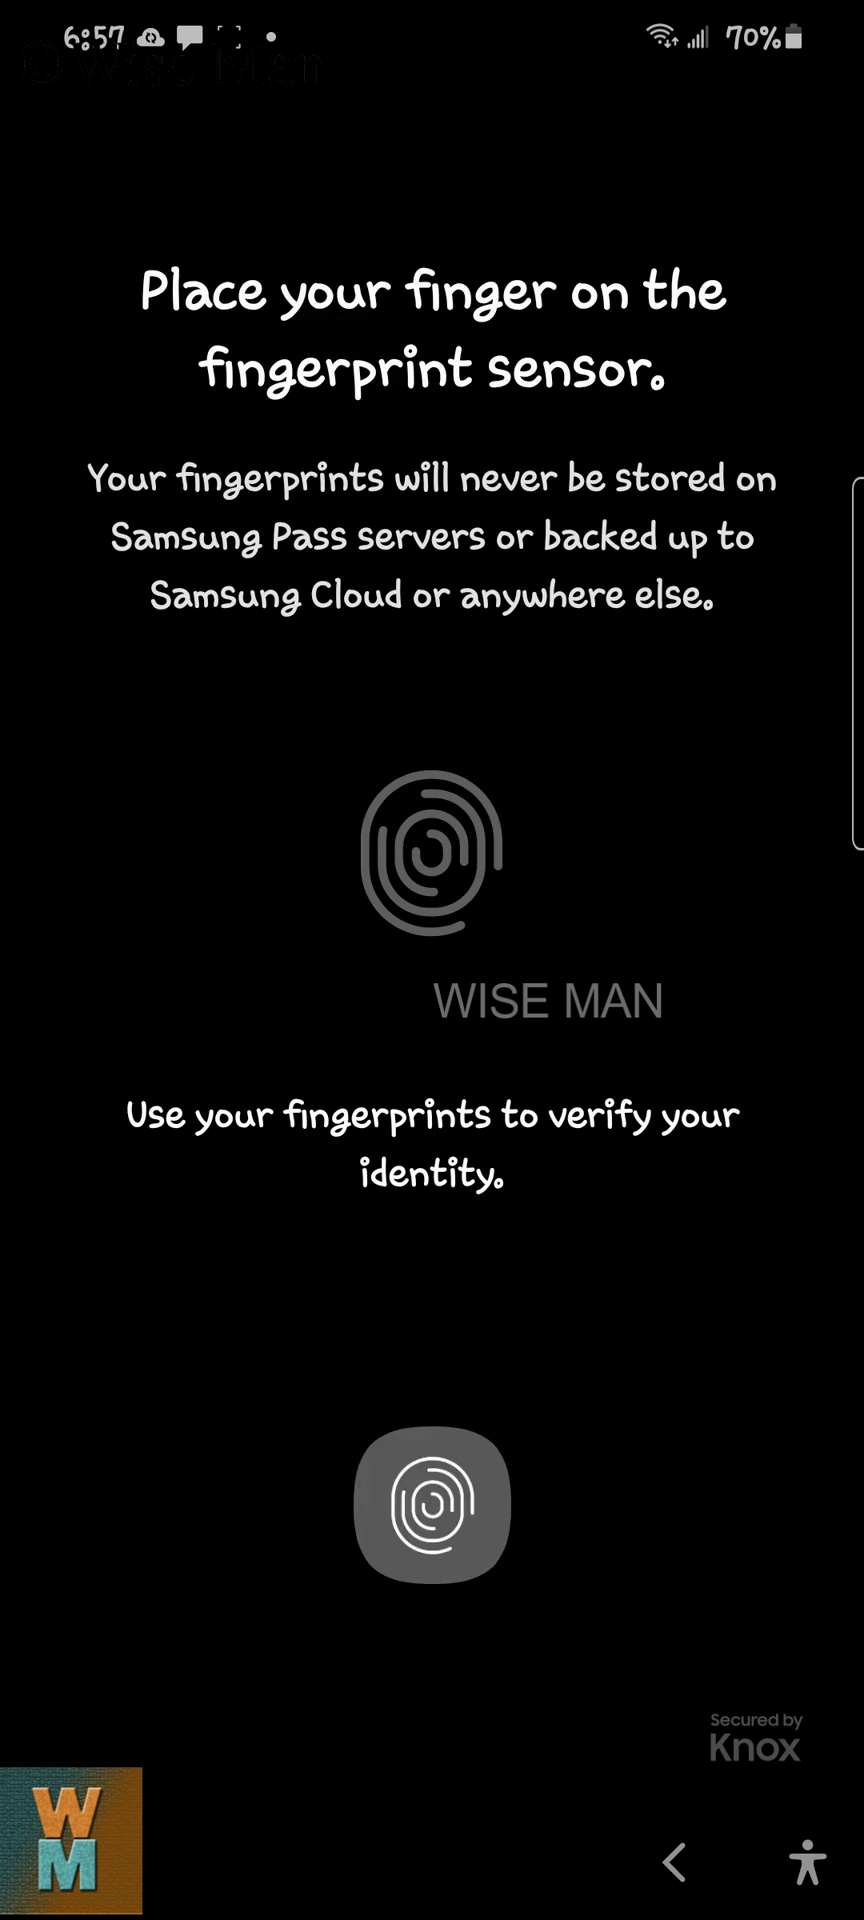 6:57
70%
© Wise Man
Place your finger on the
fingerprint sensor.
Your fingerprints will never be stored on
Samsung Pass servers or backed up to
Samsung Cloud or anywhere else.
WISE MAN
Use your fingerprints to verify your
identity.
Secured by
Knox
W
M